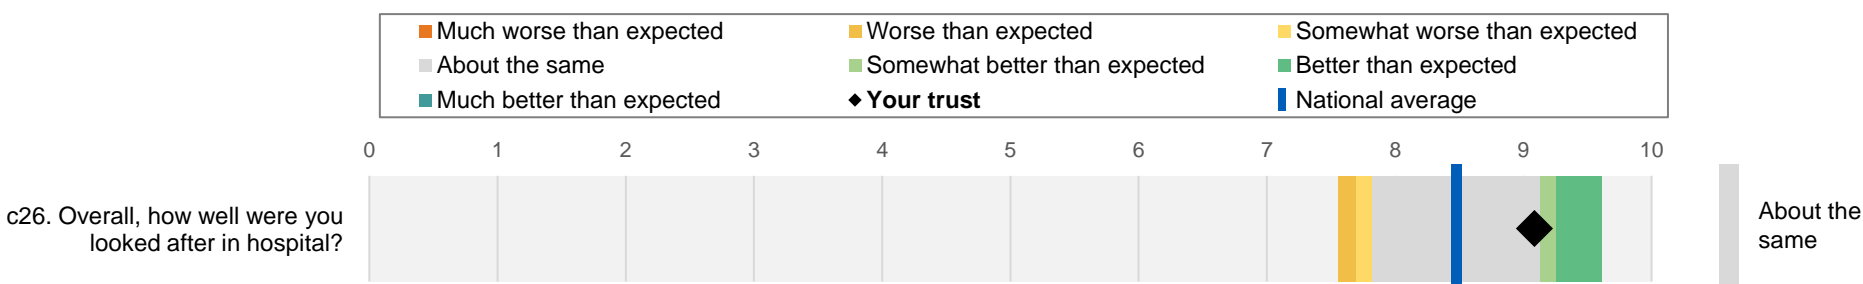 Much worse than expected
Worse than expected
Somewhat worse than expected
About the same
Somewhat better than expected
Better than expected
Much better than expected
Your trust
National average
0 1 2 3 4 5 6 7 8 9 10
c26. Overall, how well were you
looked after in hospital?
About the
same